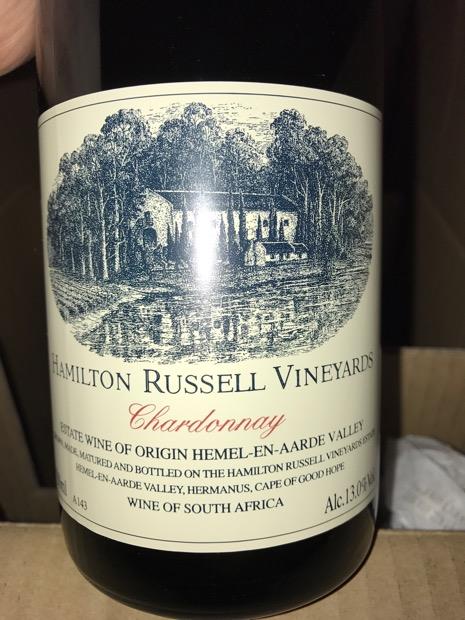 HAMILTON RUSSELL VINEYARDS
Chardonnay
ESTATE WINE OF ORIGIN HEMEL-EN-AARDE VALLEY
MADE, MATURED AND BOTTLED ON THE HAMILTON RUSSELL VINEYARDS ESTATE
HEMEL-EN-AARDE VALLEY, HERMANUS, CAPE OF GOOD HOPE
ml A143 WINE OF SOUTH AFRICA Alc.13.0% Vol.